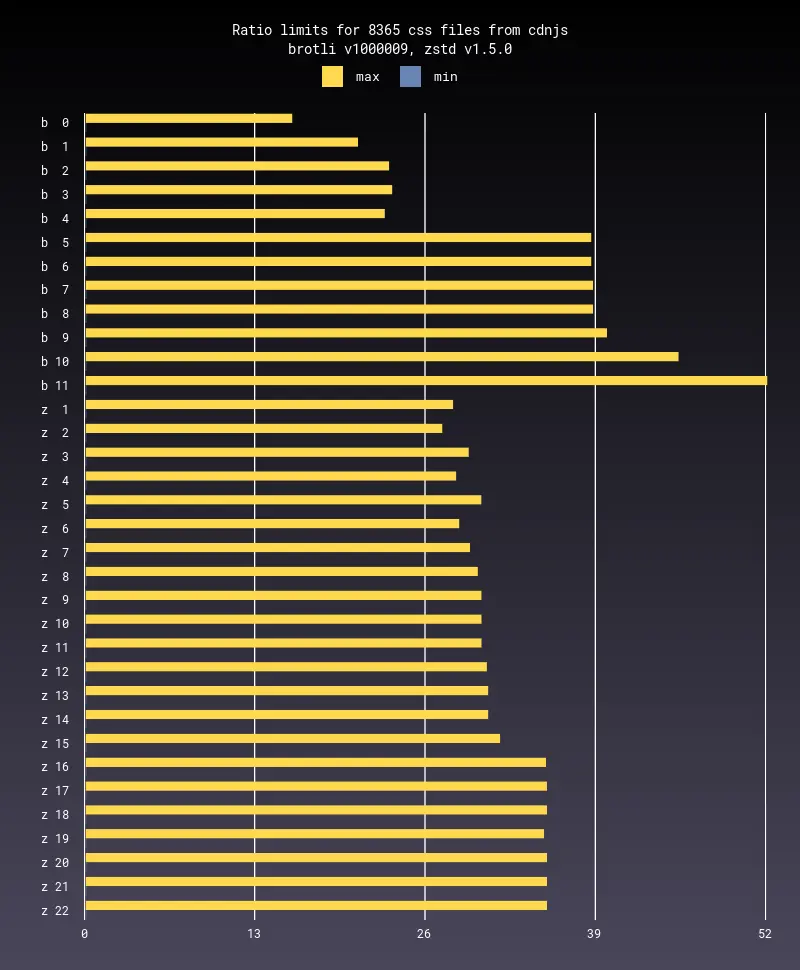 Ratio limits for 8365 css files from cdnjs
brotli v1000009, zstd v1.5.0
max min
b 0
b 1
b 2
b 3
b 4
b 5
b 6
b 7
b 8
b 9
b 10
b 11
z 1
z 2
z 3
z 4
z 5
z 6
z 7
z 8
z 9
z 10
z 11
z 12
z 13
z 14
z 15
z 16
z 17
z 18
z 19
z 20
z 21
z 22
0 13 26 39 52